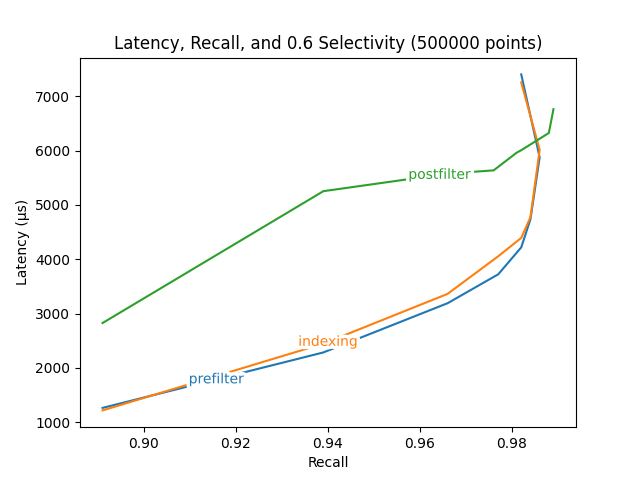 Latency, Recall, and 0.6 Selectivity (500000 points)
7000
6000
5000
4000
3000
2000
1000
Latency (μs)
postfilter
indexing
prefilter
0.90 0.92 0.94 0.96 0.98
Recall